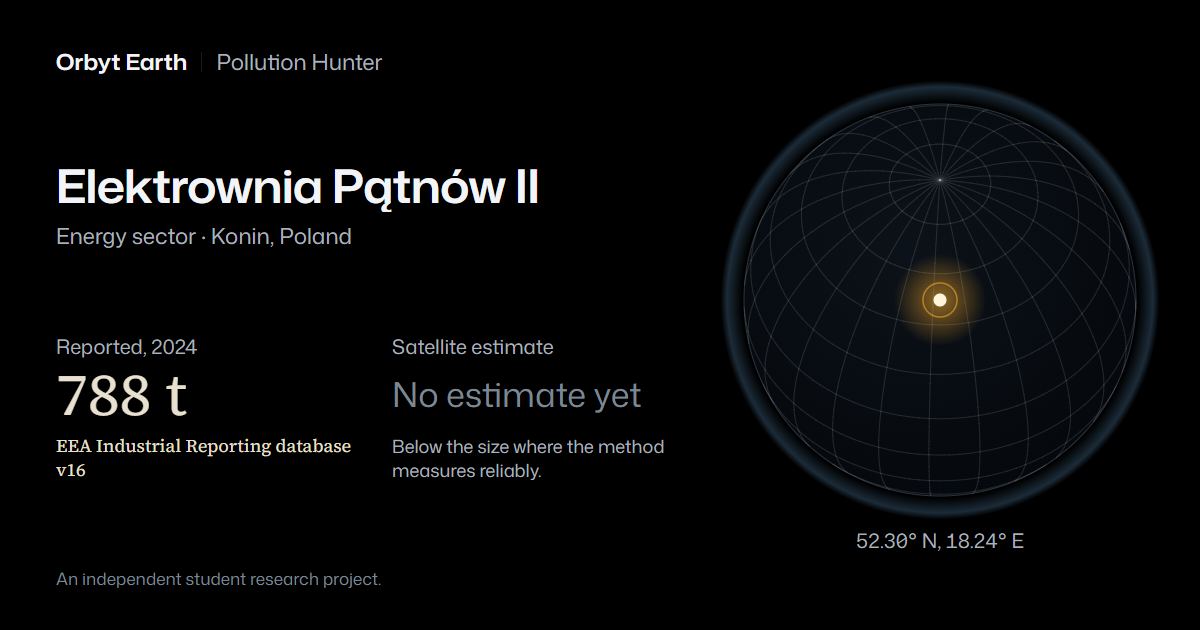 Orbyt Earth | Pollution Hunter
Elektrownia Pątnów II
Energy sector · Konin, Poland
Reported, 2024
788 t
EEA Industrial Reporting database
v16
Satellite estimate
No estimate yet
Below the size where the method
measures reliably.
52.30° N, 18.24° E
An independent student research project.